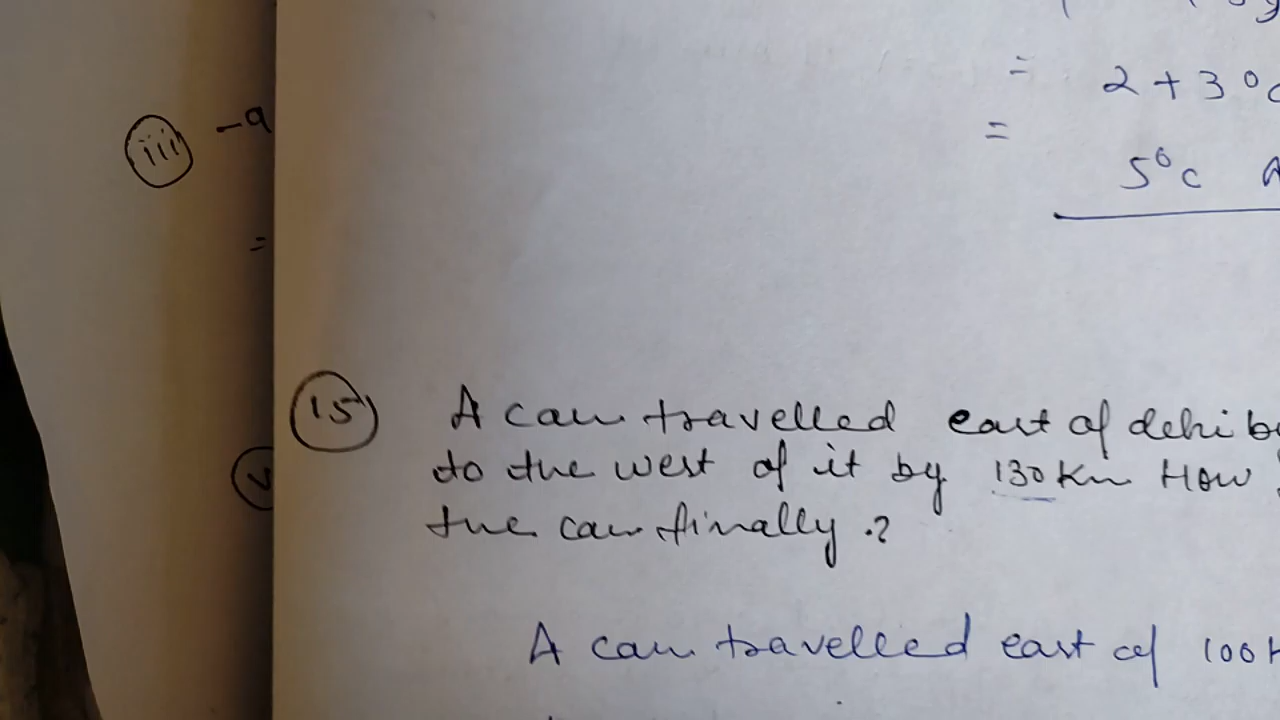 = 2 + 3°c
=
5°c
iii -9
=
15 A car travelled east of dehi
to the west of it by 130 Km How
the car finally.?
A car travelled east of 100